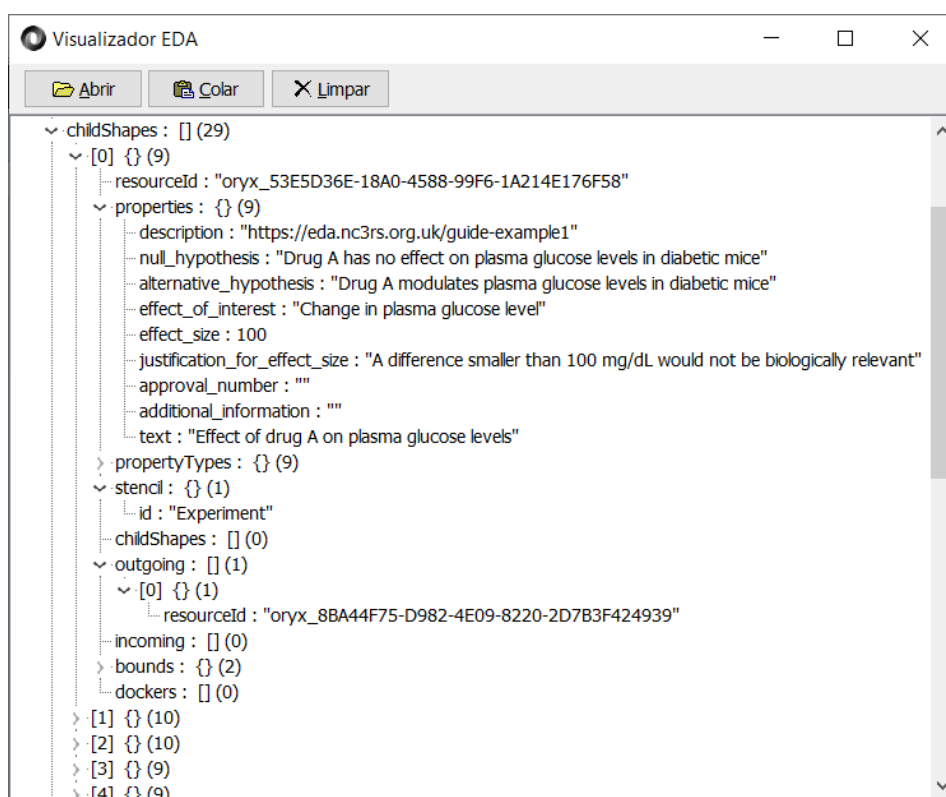 Visualizador EDA
Abrir Colar Limpar
childShapes : [] (29)
[0] {} (9)
resourceId : "oryx_53E5D36E-18A0-4588-99F6-1A214E176F58"
properties : {} (9)
description : "https://eda.nc3rs.org.uk/guide-example1"
null_hypothesis : "Drug A has no effect on plasma glucose levels in diabetic mice"
alternative_hypothesis : "Drug A modulates plasma glucose levels in diabetic mice"
effect_of_interest : "Change in plasma glucose level"
effect_size : 100
justification_for_effect_size : "A difference smaller than 100 mg/dL would not be biologically relevant"
approval_number : ""
additional_information : ""
text : "Effect of drug A on plasma glucose levels"
propertyTypes : {} (9)
stencil : {} (1)
id : "Experiment"
childShapes : [] (0)
outgoing : [] (1)
[0] {} (1)
resourceId : "oryx_8BA44F75-D982-4E09-8220-2D7B3F424939"
incoming : [] (0)
bounds : {} (2)
dockers : [] (0)
[1] {} (10)
[2] {} (10)
[3] {} (9)
[4] {} (9)